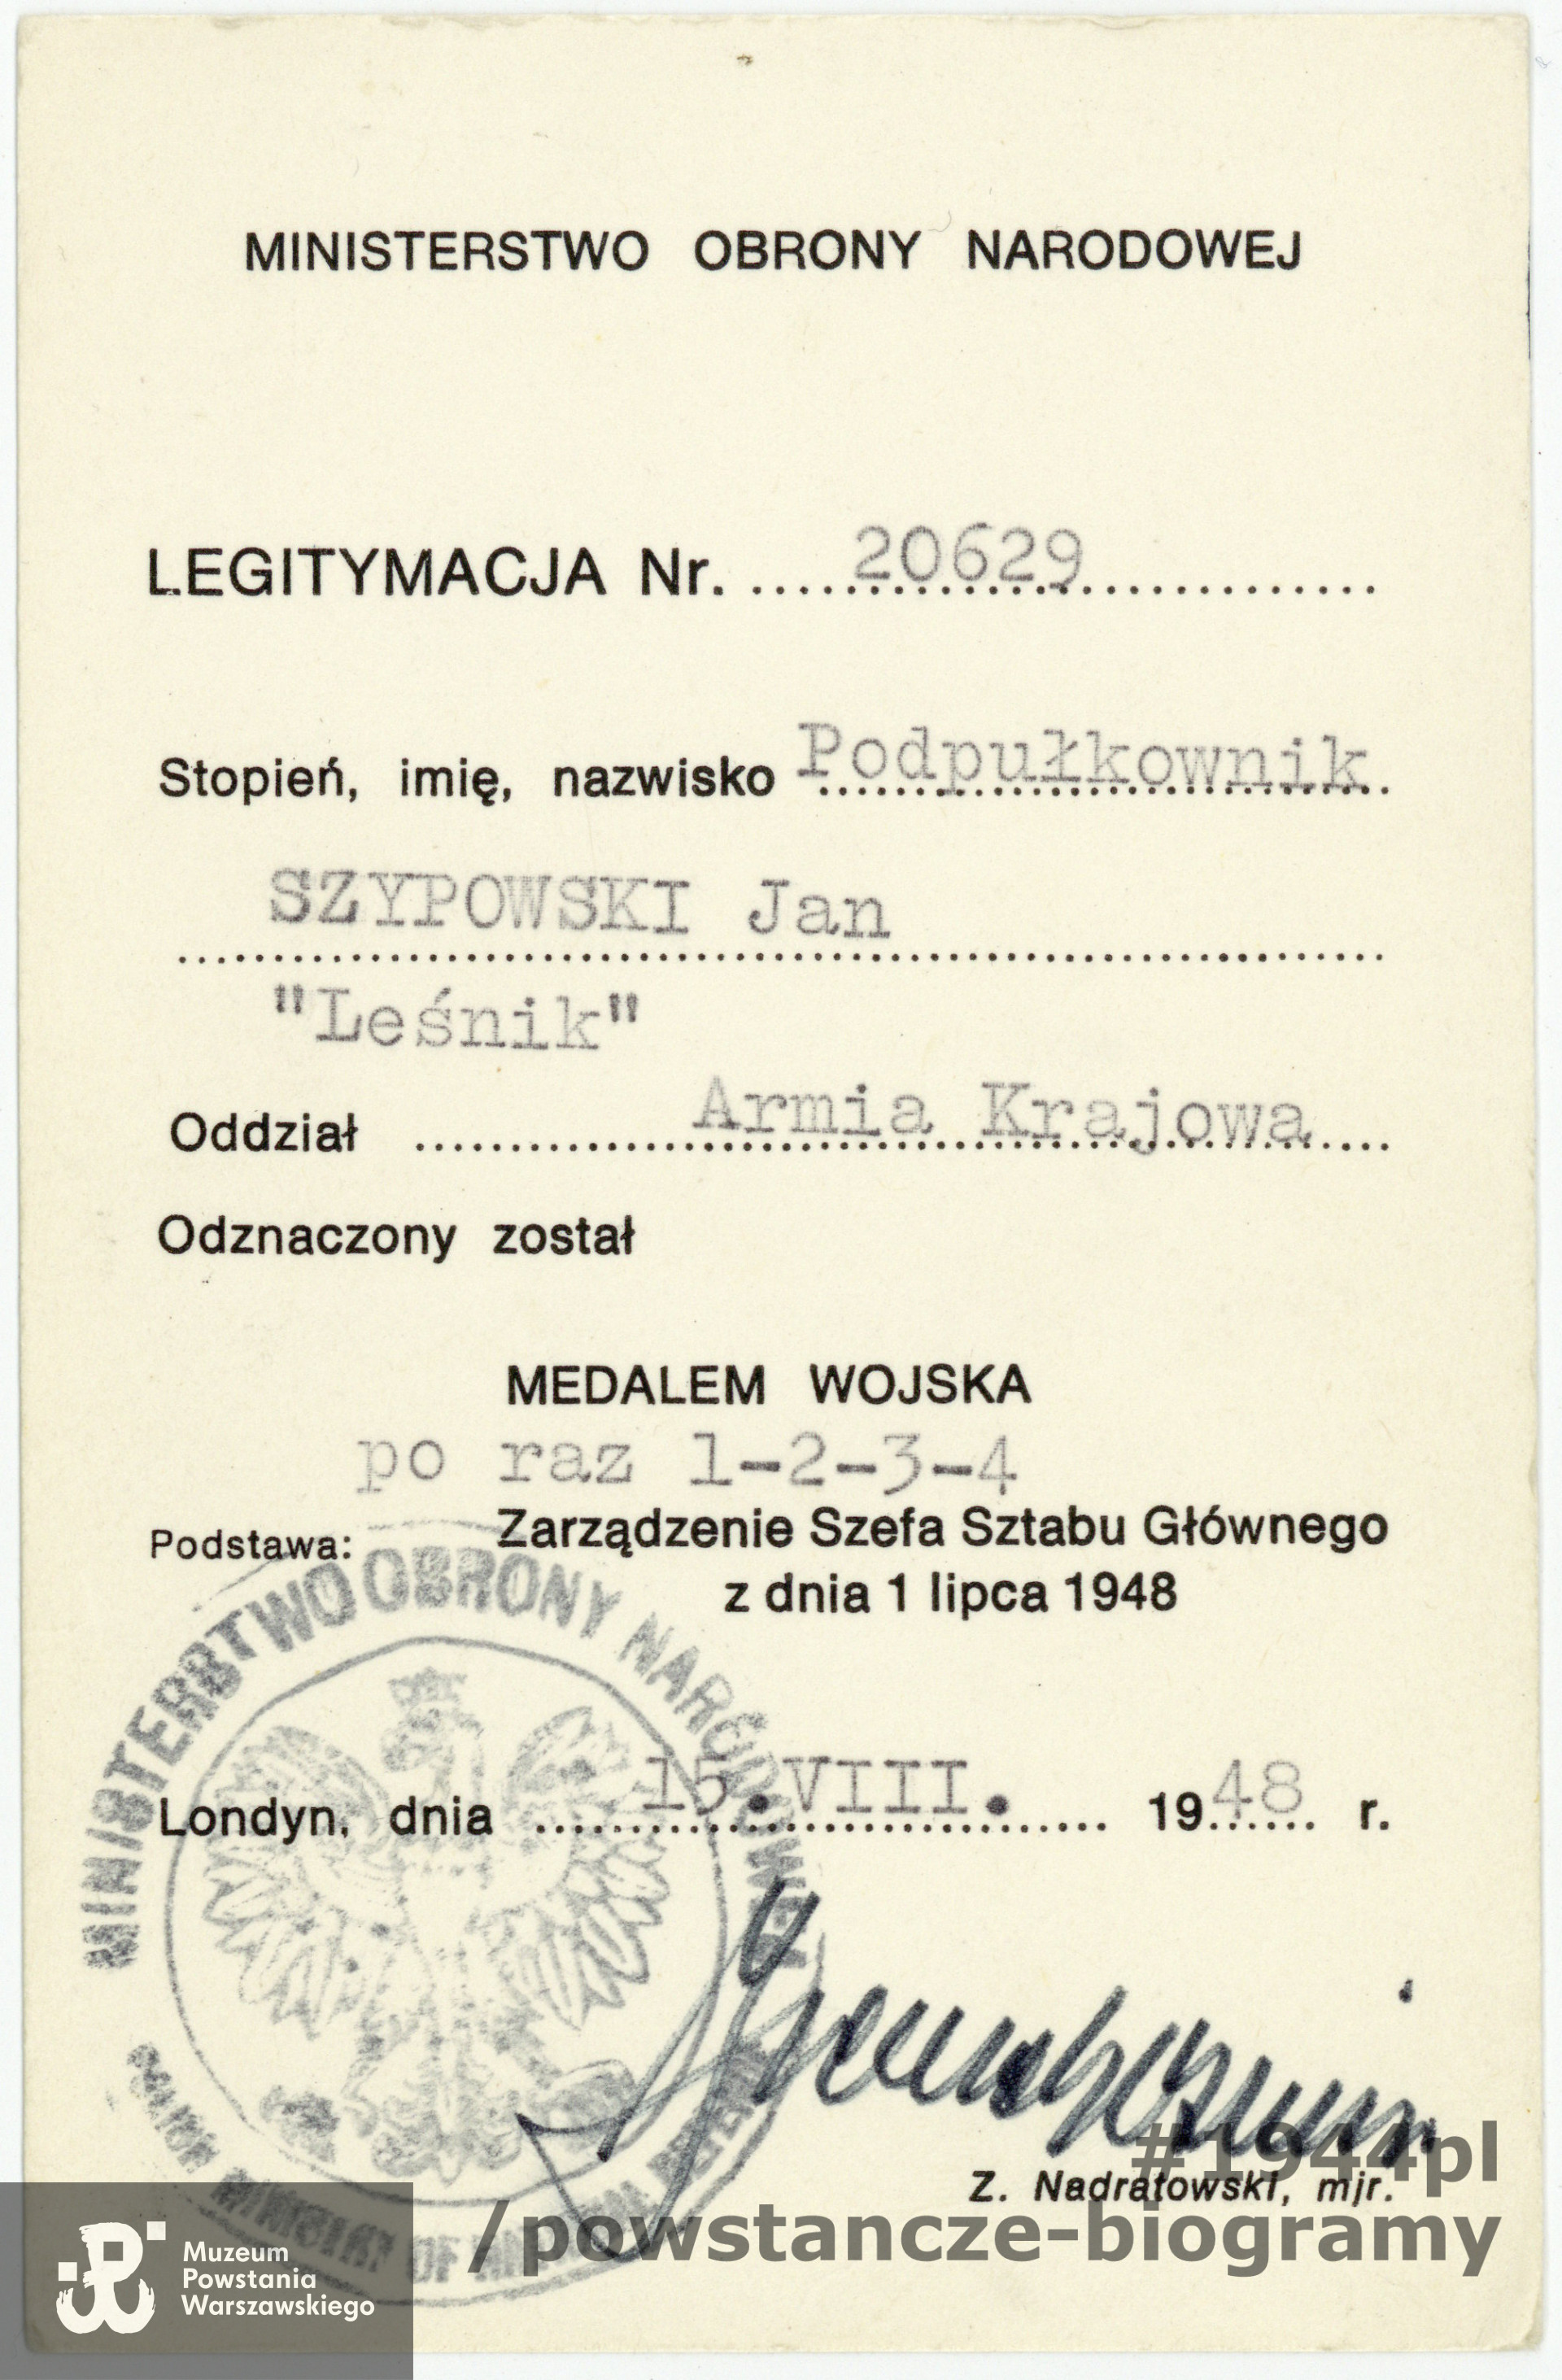 MINISTERSTWO OBRONY NARODOWEJ
LEGITYMACJA Nr. 20629
Stopień, imię, nazwisko Podpułkownik
SZYPOWSKI Jan
"Leśnik"
Oddział Armia Krajowa
Odznaczony został
MEDALEM WOJSKA
po raz 1-2-3-4
Podstawa: Zarządzenie Szefa Sztabu Głównego
z dnia 1 lipca 1948
MINISTERSTWO OBRONY
Londyn, dnia 15.VIII. 1948 r.
Z. Nadratowski, mjr.
#1944pl
/powstancze-biogramy
Muzeum
Powstania
Warszawskiego